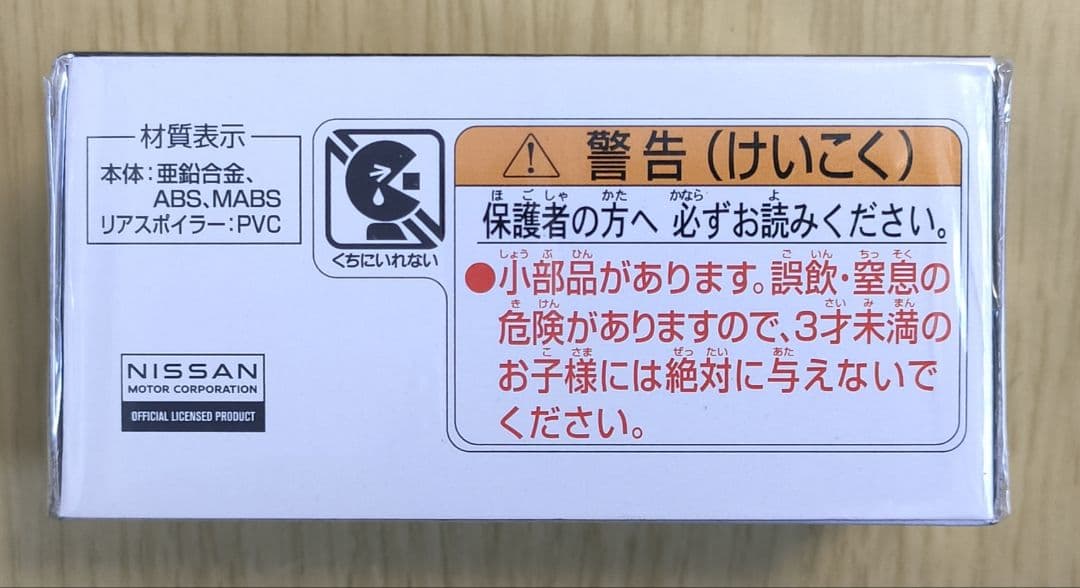 材質表示
本体:亜鉛合金、
ABS、MABS
リアスポイラー:PVC
くちにいれない
NISSAN
MOTOR CORPORATION
OFFICIAL LICENSED PRODUCT
警告(けいこく)
ほ ご しゃ かた かなら よ
保護者の方へ 必ずお読みください。
しょう ぶ ひん ご いん ちっ そく
●小部品があります。誤飲・窒息の
き けん さい み まん
危険がありますので、3才未満の
こ さま ぜっ たい あた
お子様には絶対に与えないで
ください。